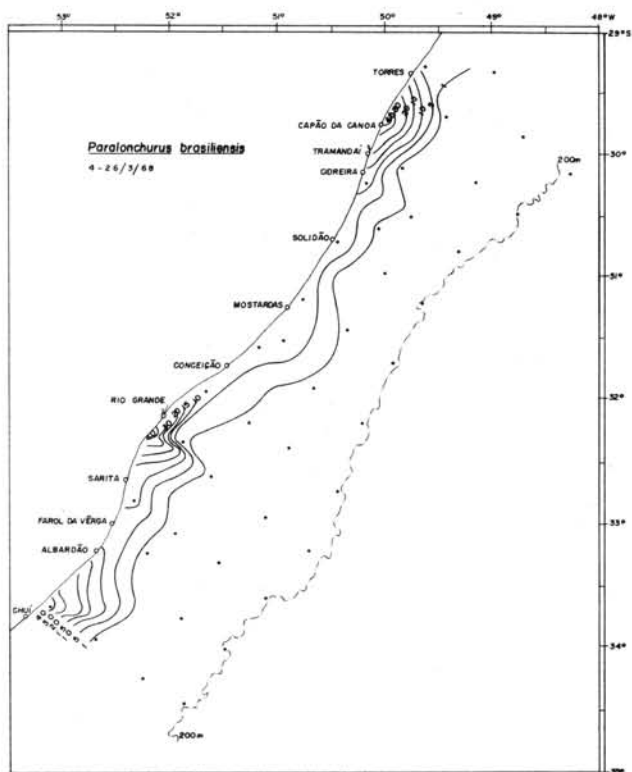 53° 52° 51° 50° 49° 48°W
29°S
TORRES
CAPÃO DA CANOA
Paralonchurus brasiliensis
4-26/3/68
TRAMANDAÍ
CIDREIRA
30°
200m
SOLIDÃO
31°
MOSTARDAS
CONCEIÇÃO
RIO GRANDE
32°
SARITA
FAROL DA VERGA
33°
ALBARDÃO
CHUÍ
34°
200m